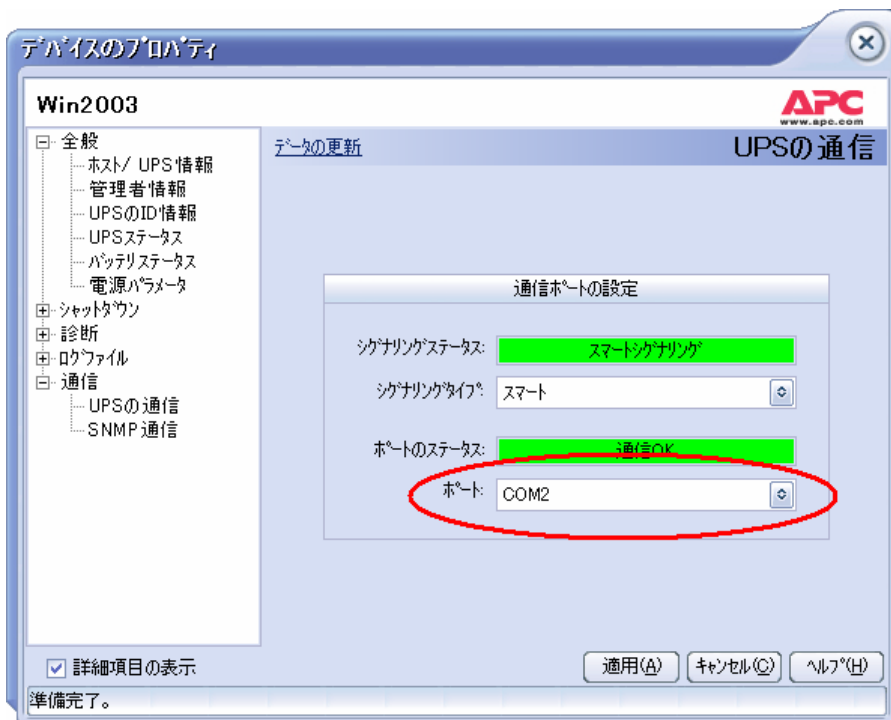 デバイスのプロパティ
Win2003
APC
www.apc.com
全般
ホスト/ UPS情報
管理者情報
UPSのID情報
UPSステータス
バッテリステータス
電源パラメータ
シャットダウン
診断
ログファイル
通信
UPSの通信
SNMP通信
データの更新
UPSの通信
通信ポートの設定
シグナリングステータス:
スマートシグナリング
シグナリングタイプ:
スマート
ポートのステータス:
通信OK
ポート:
COM2
詳細項目の表示
適用(A)
キャンセル(C)
ヘルプ(H)
準備完了。